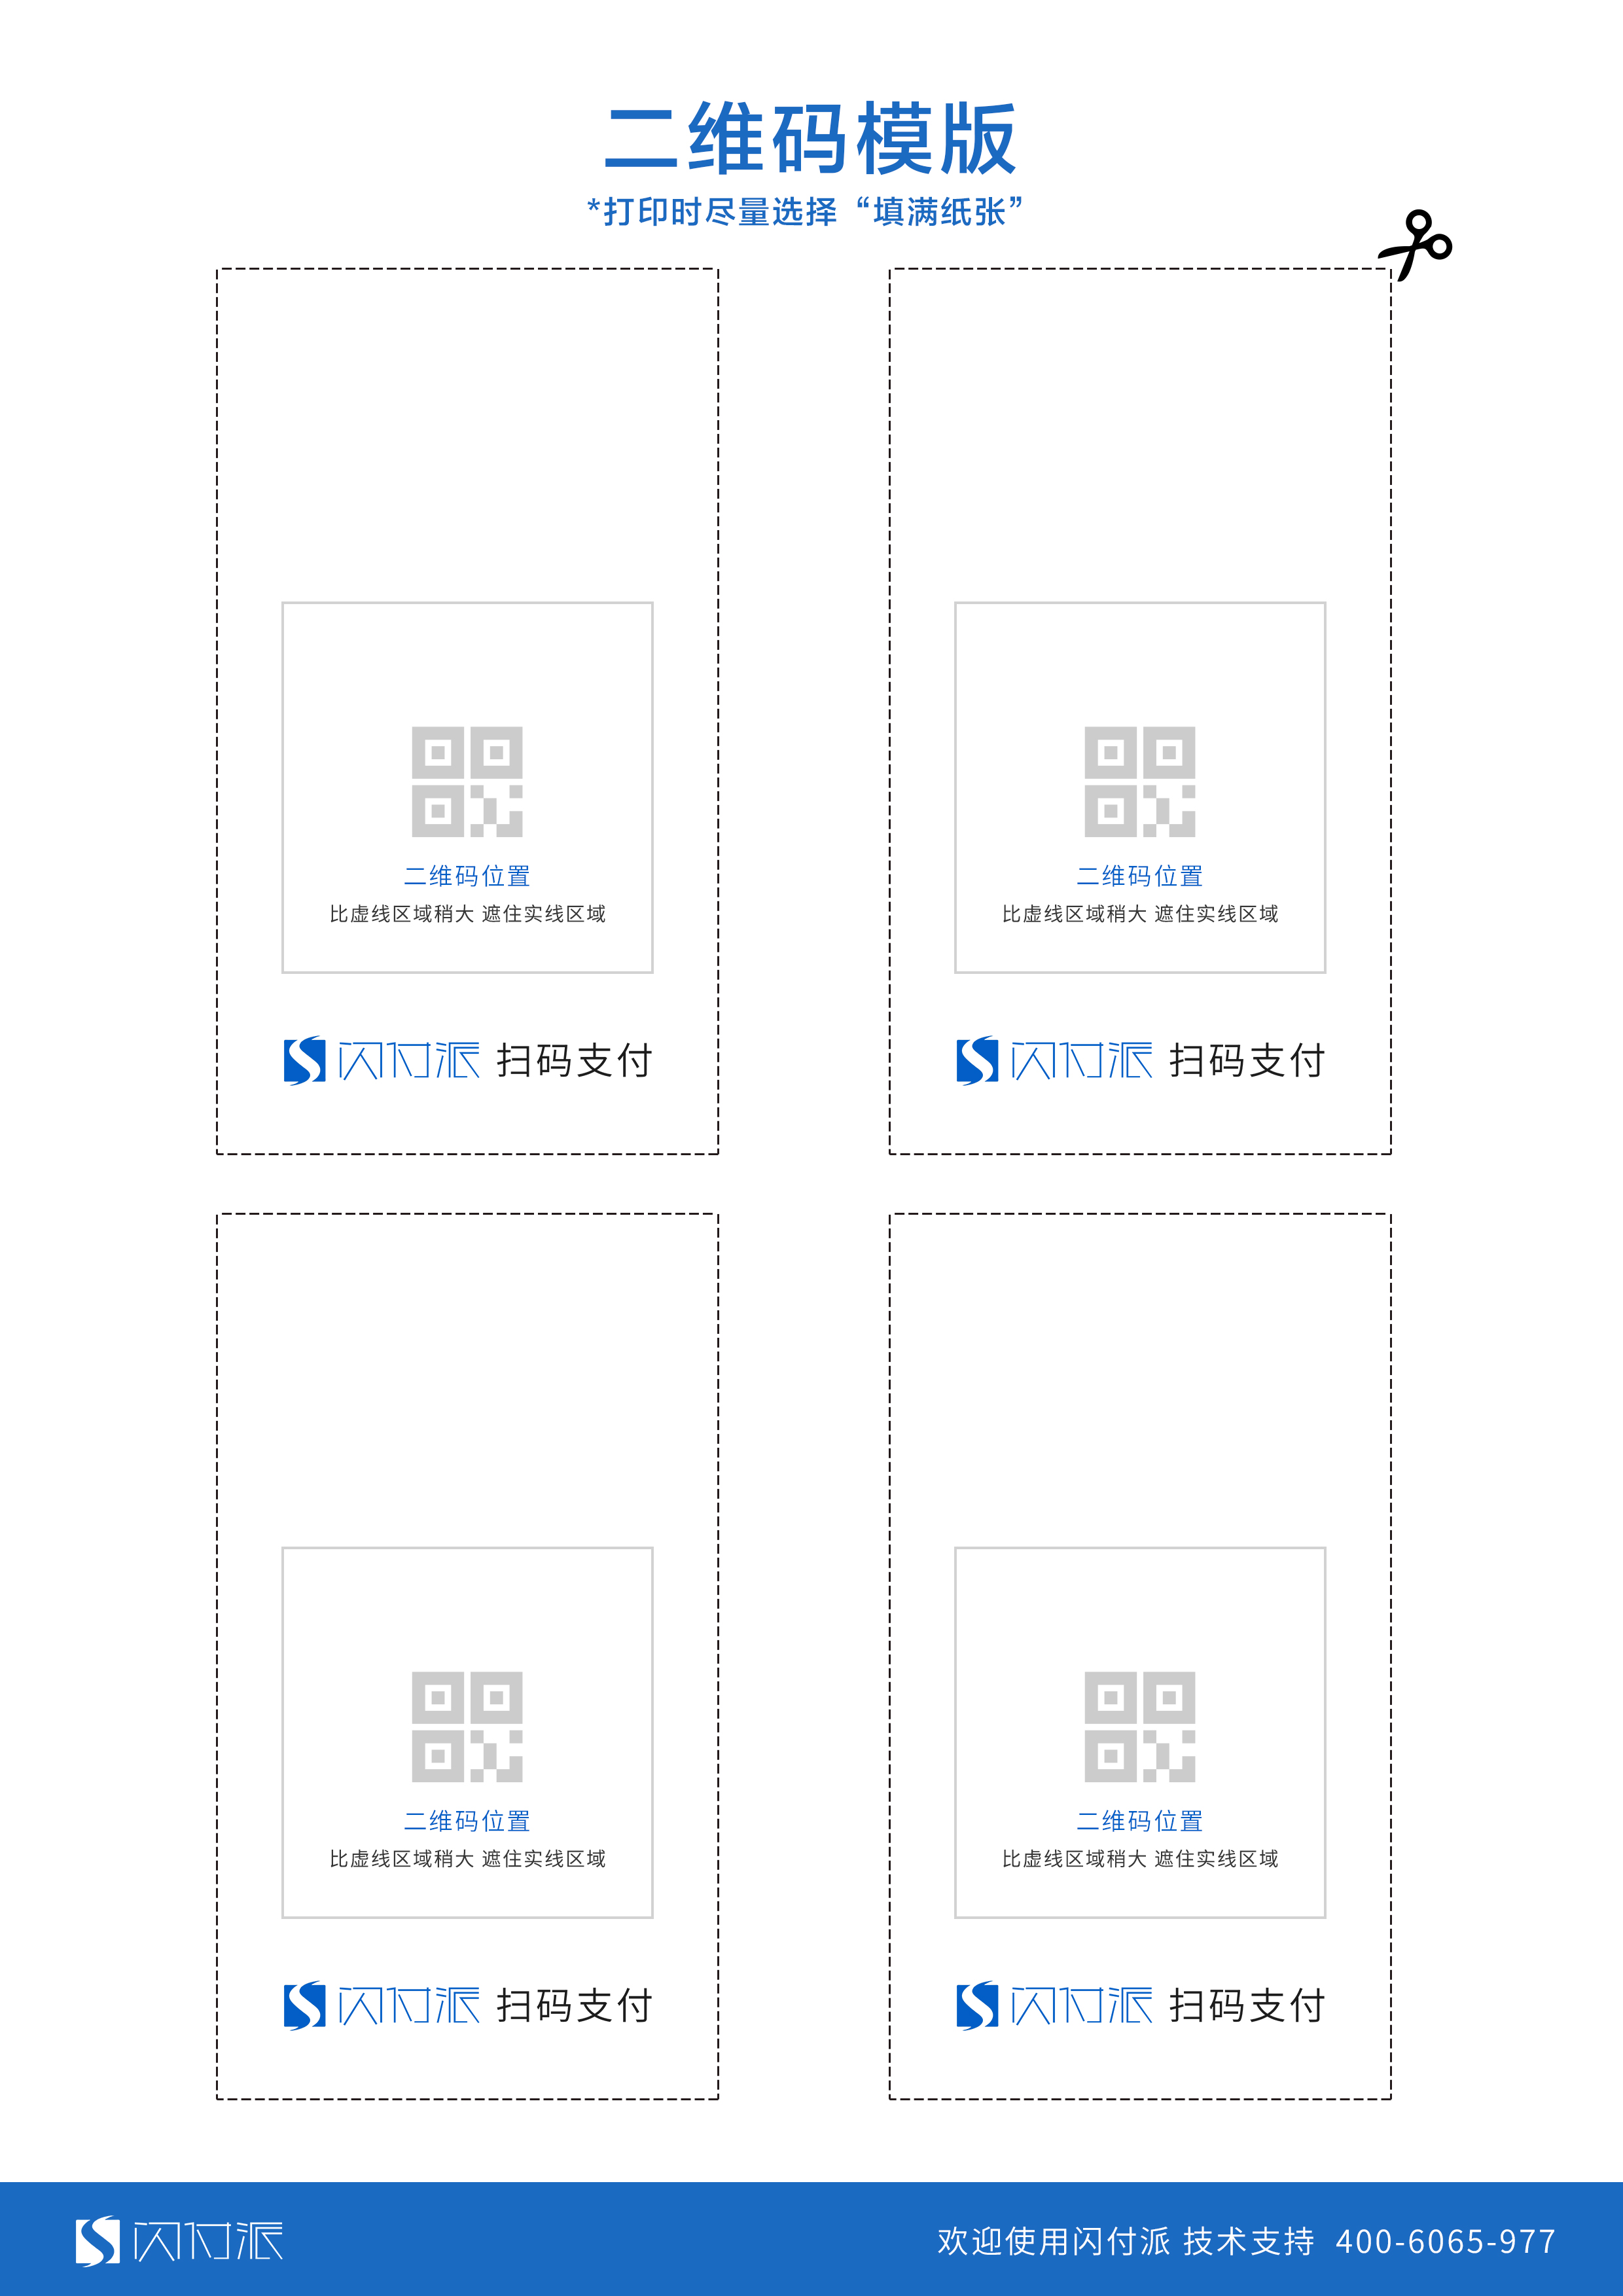 二维码模版
*打印时尽量选择“填满纸张”
二维码位置
比虚线区域稍大 遮住实线区域
闪付派 扫码支付
二维码位置
比虚线区域稍大 遮住实线区域
闪付派 扫码支付
二维码位置
比虚线区域稍大 遮住实线区域
闪付派 扫码支付
二维码位置
比虚线区域稍大 遮住实线区域
闪付派 扫码支付
闪付派
欢迎使用闪付派 技术支持 400-6065-977